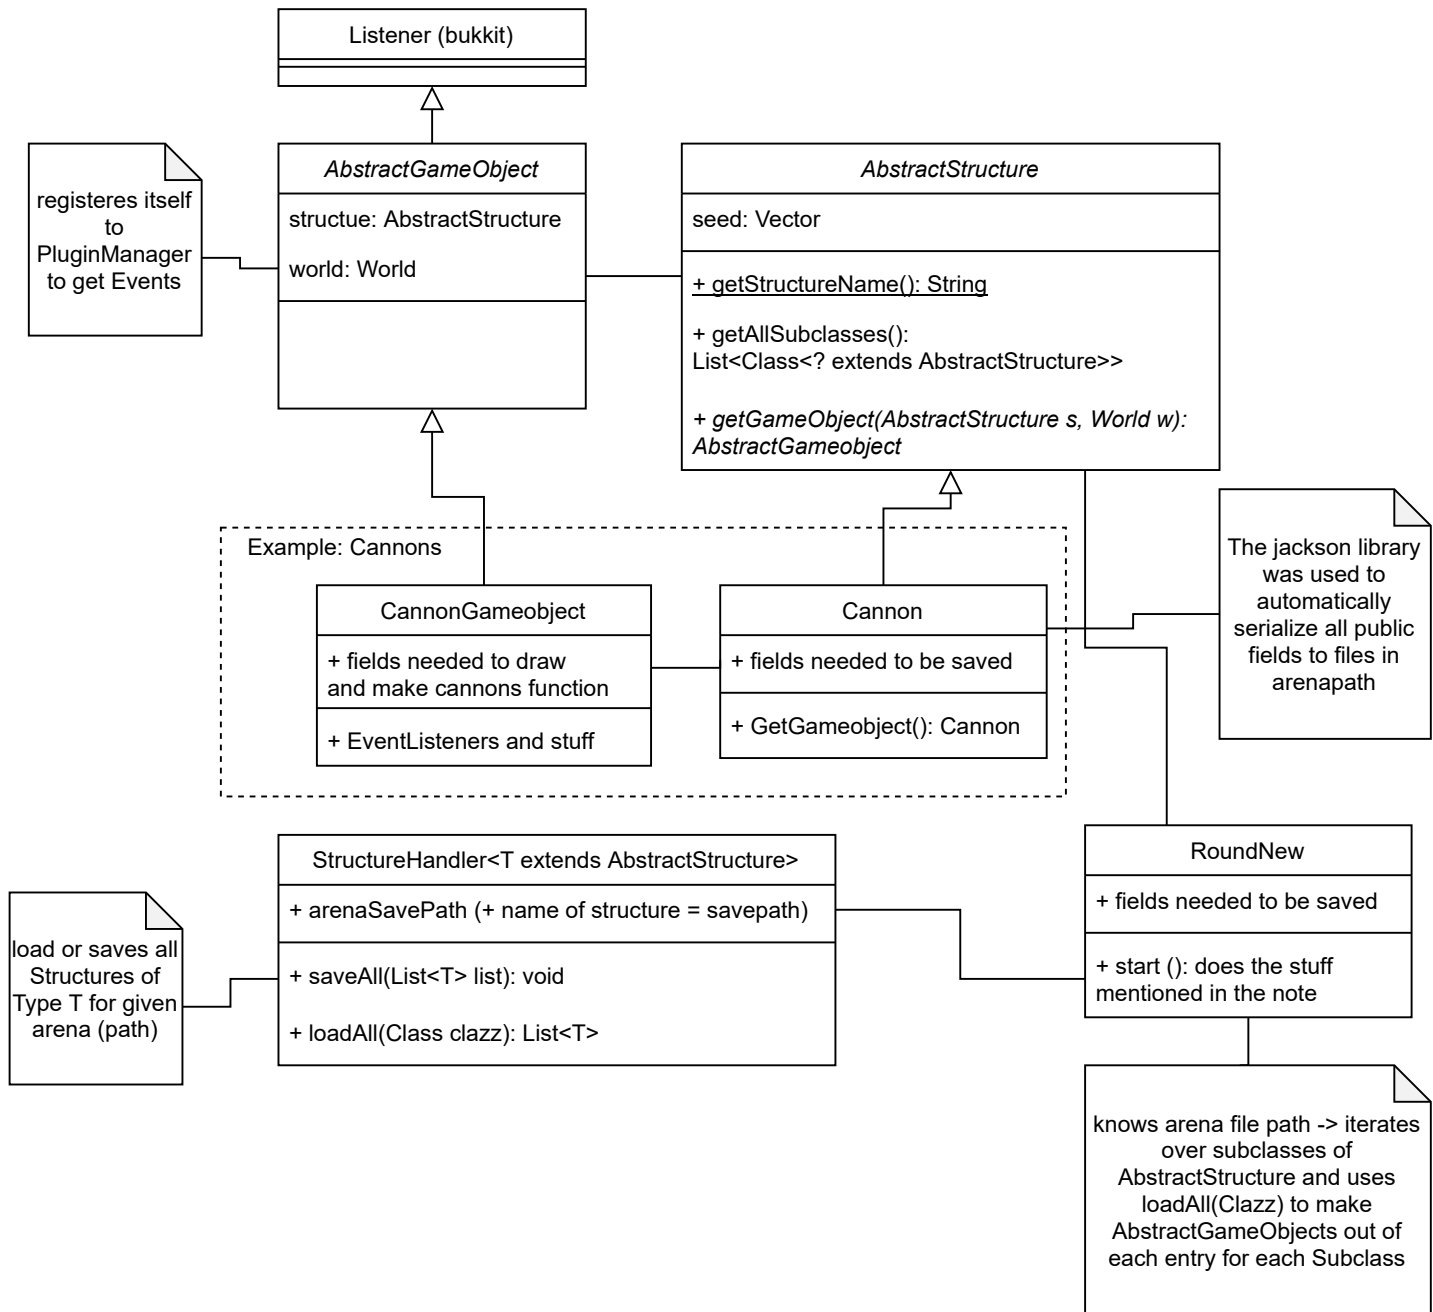 Listener (bukkit)
registeres itself
to
PluginManager
to get Events
AbstractGameObject
structue: AbstractStructure
world: World
AbstractStructure
seed: Vector
+ getStructureName(): String
+ getAllSubclasses():
List<Class<? extends AbstractStructure>>
+ getGameObject(AbstractStructure s, World w):
AbstractGameobject
Example: Cannons
CannonGameobject
+ fields needed to draw
and make cannons function
+ EventListeners and stuff
Cannon
+ fields needed to be saved
+ GetGameobject(): Cannon
The jackson library
was used to
automatically
serialize all public
fields to files in
arenapath
load or saves all
Structures of
Type T for given
arena (path)
StructureHandler<T extends AbstractStructure>
+ arenaSavePath (+ name of structure = savepath)
+ saveAll(List<T> list): void
+ loadAll(Class clazz): List<T>
RoundNew
+ fields needed to be saved
+ start (): does the stuff
mentioned in the note
knows arena file path -> iterates
over subclasses of
AbstractStructure and uses
loadAll(Clazz) to make
AbstractGameObjects out of
each entry for each Subclass